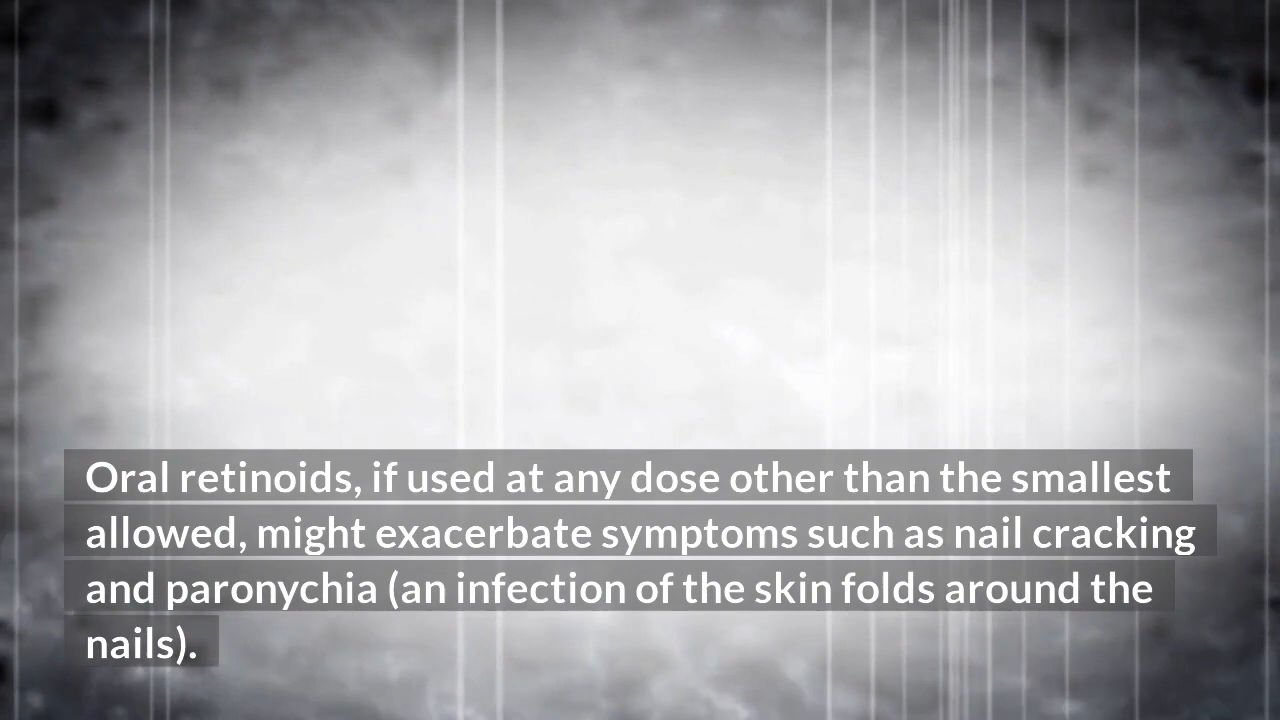 Oral retinoids, if used at any dose other than the smallest
allowed, might exacerbate symptoms such as nail cracking
and paronychia (an infection of the skin folds around the
nails).